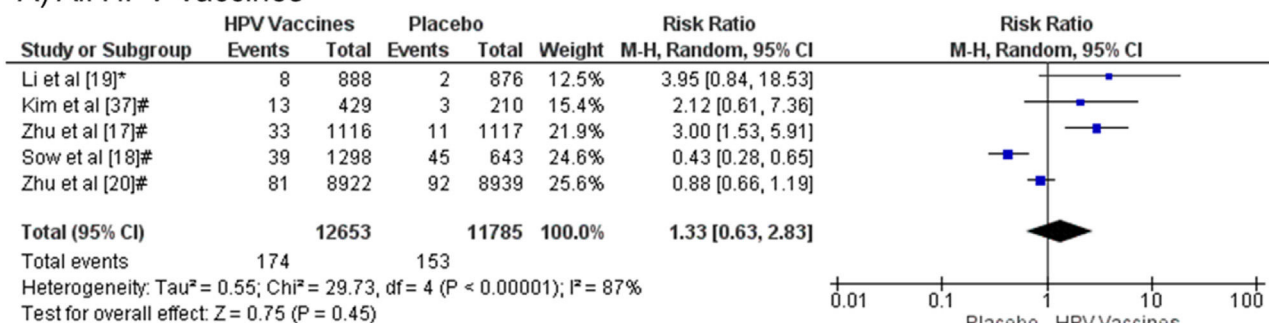 A) All HPV Vaccines
HPV Vaccines Placebo Risk Ratio Risk Ratio
Study or Subgroup Events Total Events Total Weight M-H, Random, 95% CI M-H, Random, 95% CI
Li et al [19]* 8 888 2 876 12.5% 3.95 [0.84, 18.53]
Kim et al [37]# 13 429 3 210 15.4% 2.12 [0.61, 7.36]
Zhu et al [17]# 33 1116 11 1117 21.9% 3.00 [1.53, 5.91]
Sow et al [18]# 39 1298 45 643 24.6% 0.43 [0.28, 0.65]
Zhu et al [20]# 81 8922 92 8939 25.6% 0.88 [0.66, 1.19]
Total (95% CI) 12653 11785 100.0% 1.33 [0.63, 2.83]
Total events 174 153
Heterogeneity: Tau² = 0.55; Chi² = 29.73, df = 4 (P < 0.00001); I² = 87%
Test for overall effect: Z = 0.75 (P = 0.45)
0.01 0.1 1 10 100
Placebo HPV Vaccines